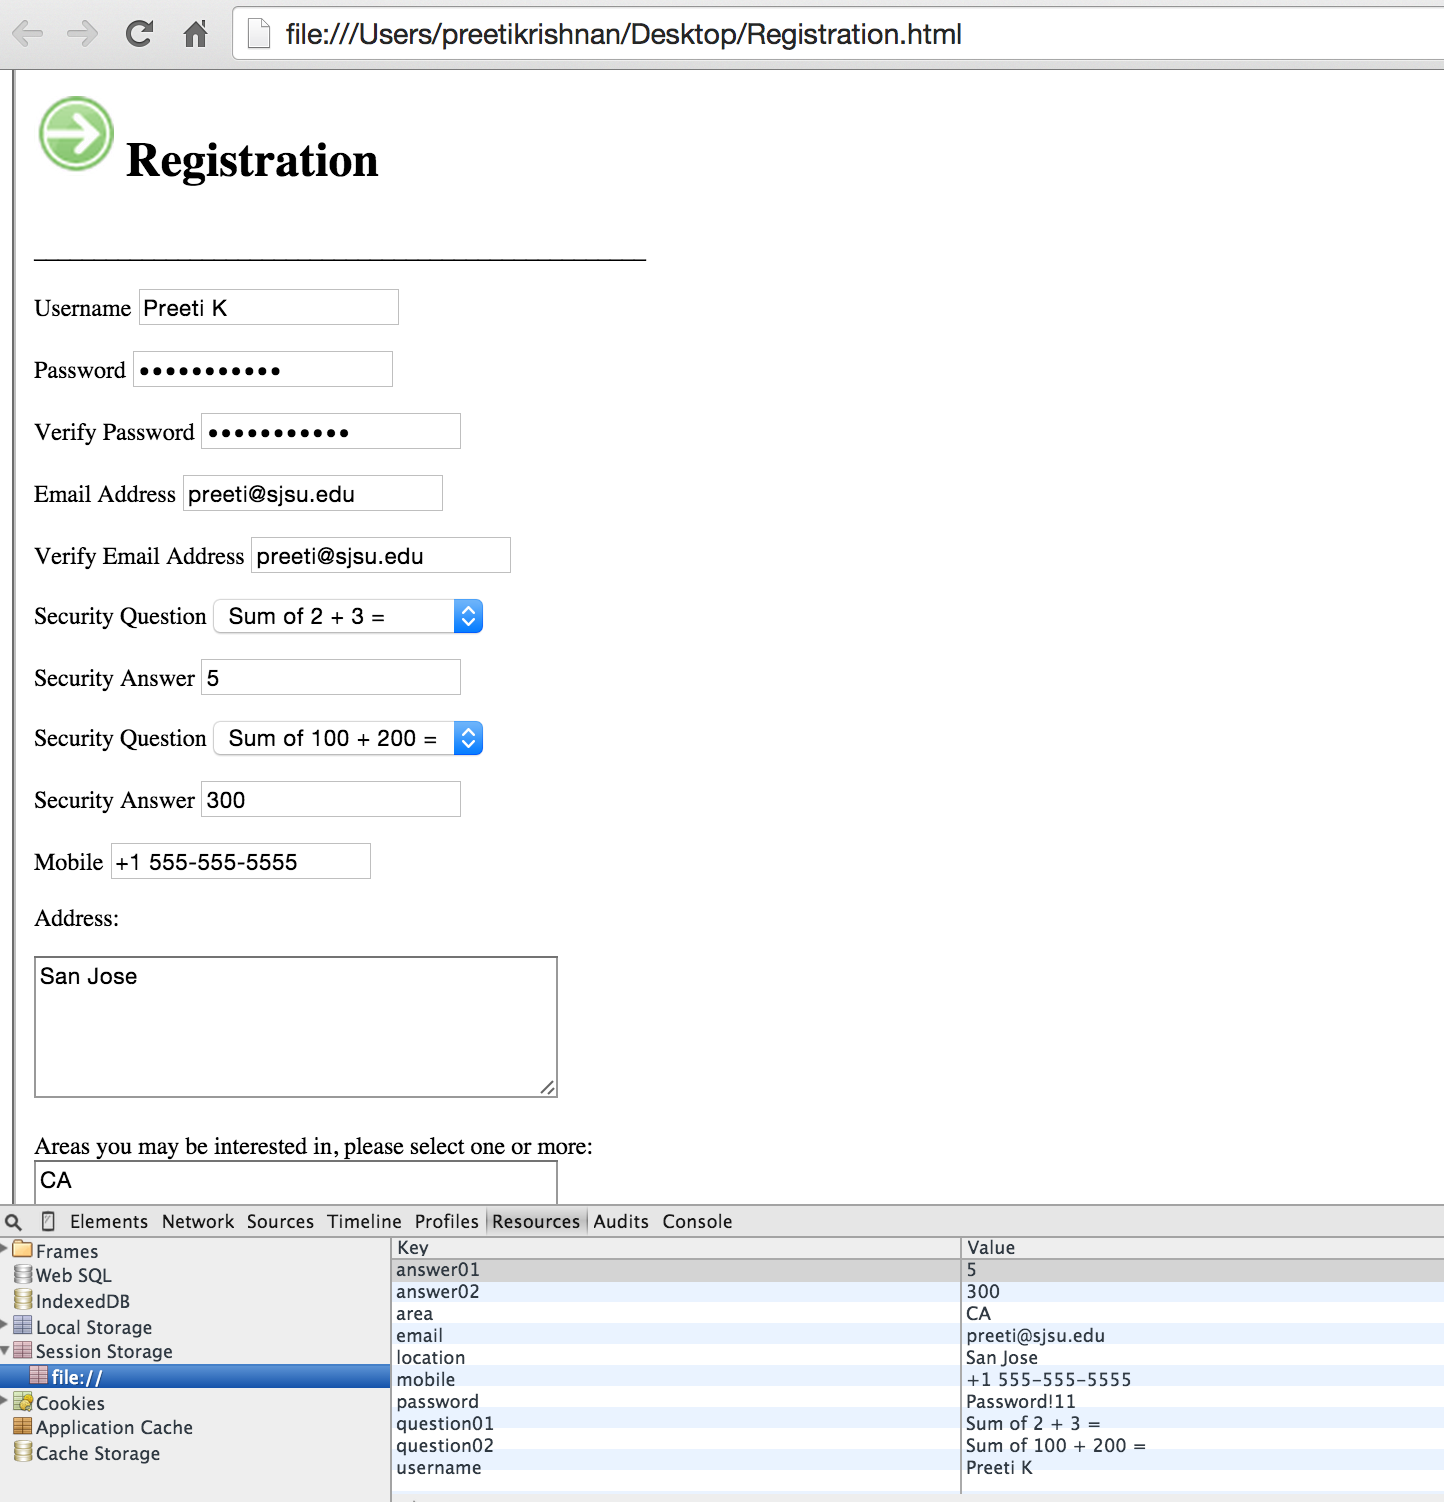 file:///Users/preetikrishnan/Desktop/Registration.html
Registration
Username Preeti K
Password •••••••••••
Verify Password •••••••••••
Email Address preeti@sjsu.edu
Verify Email Address preeti@sjsu.edu
Security Question Sum of 2 + 3 =
Security Answer 5
Security Question Sum of 100 + 200 =
Security Answer 300
Mobile +1 555-555-5555
Address:
San Jose
Areas you may be interested in, please select one or more:
CA
Elements Network Sources Timeline Profiles Resources Audits Console
Frames
Web SQL
IndexedDB
Local Storage
Session Storage
file://
Cookies
Application Cache
Cache Storage
Key Value
answer01 5
answer02 300
area CA
email preeti@sjsu.edu
location San Jose
mobile +1 555-555-5555
password Password!11
question01 Sum of 2 + 3 =
question02 Sum of 100 + 200 =
username Preeti K